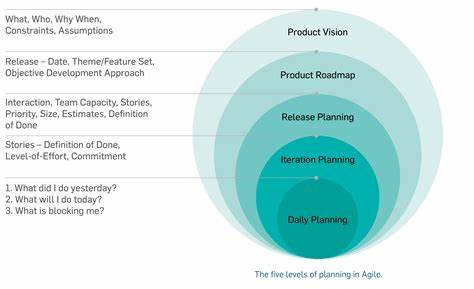 What, Who, Why When,
Constraints, Assumptions
Product Vision
Release – Date, Theme/Feature Set,
Objective Development Approach
Product Roadmap
Interaction, Team Capacity, Stories,
Priority, Size, Estimates, Definition
of Done
Release Planning
Stories – Definition of Done,
Level-of-Effort, Commitment
Iteration Planning
1. What did I do yesterday?
2. What will I do today?
3. What is blocking me?
Daily Planning
The five levels of planning in Agile.